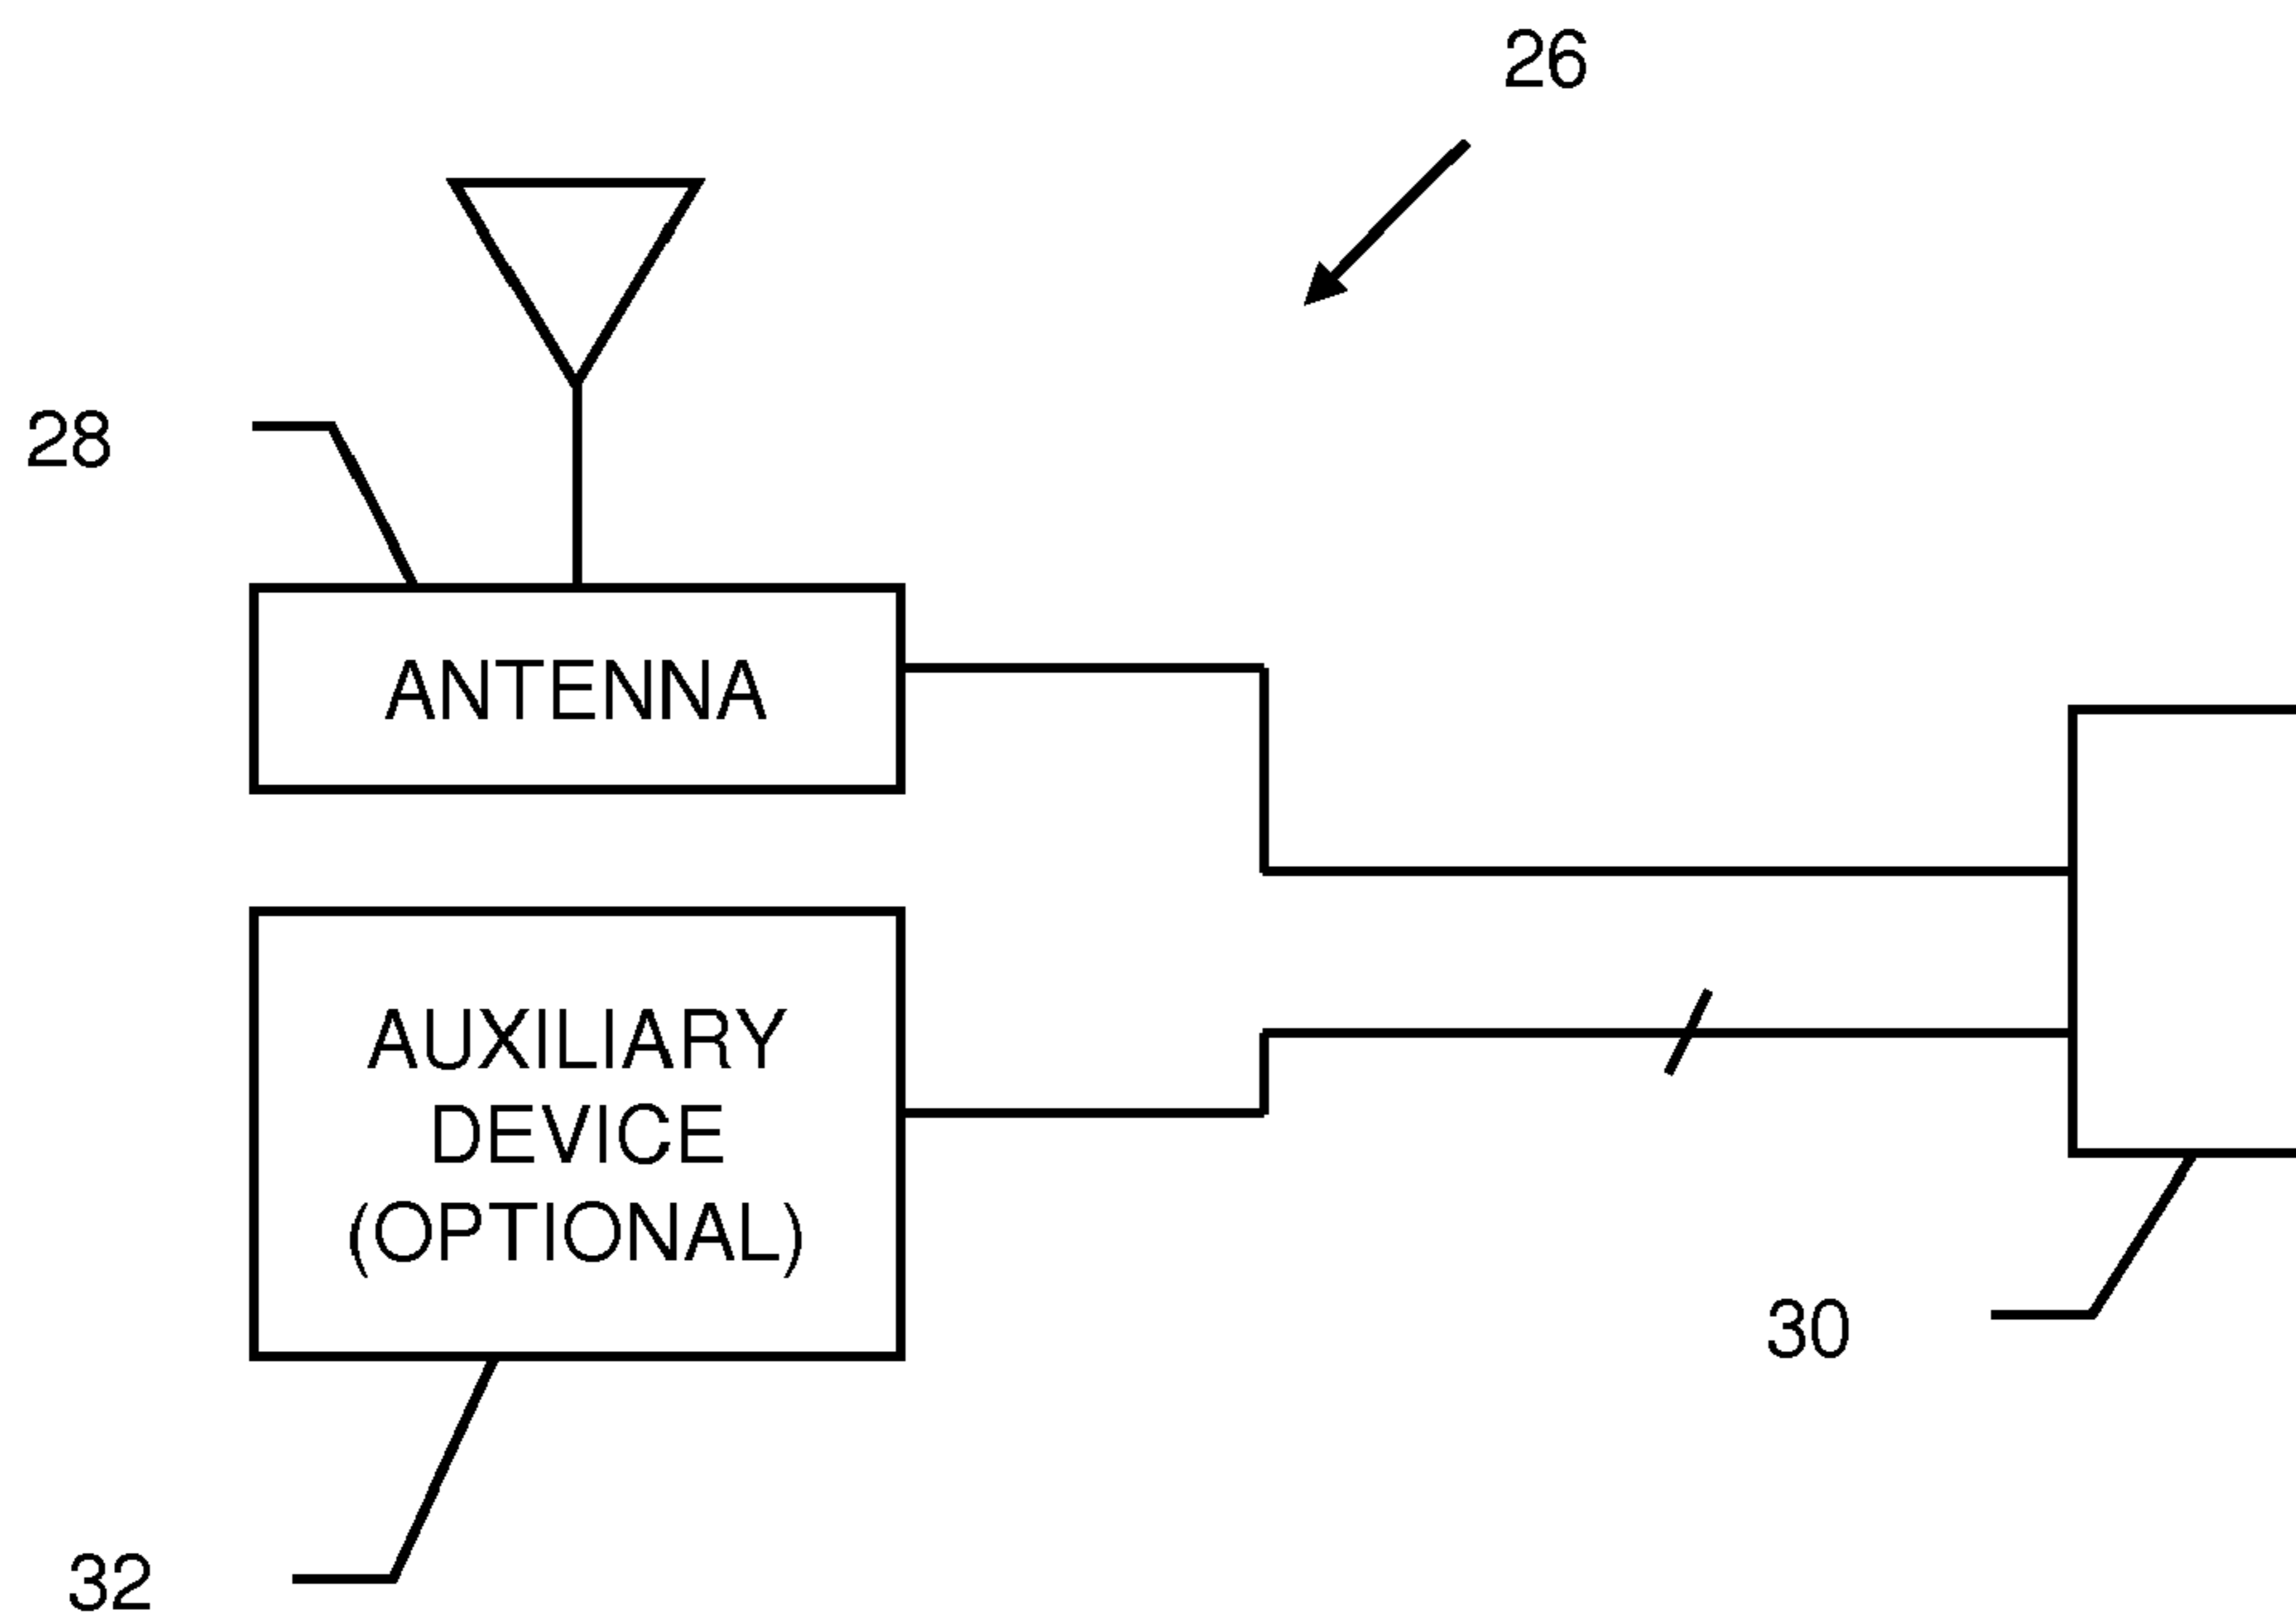 26
28
ANTENNA
AUXILIARY
DEVICE
(OPTIONAL)
30
32